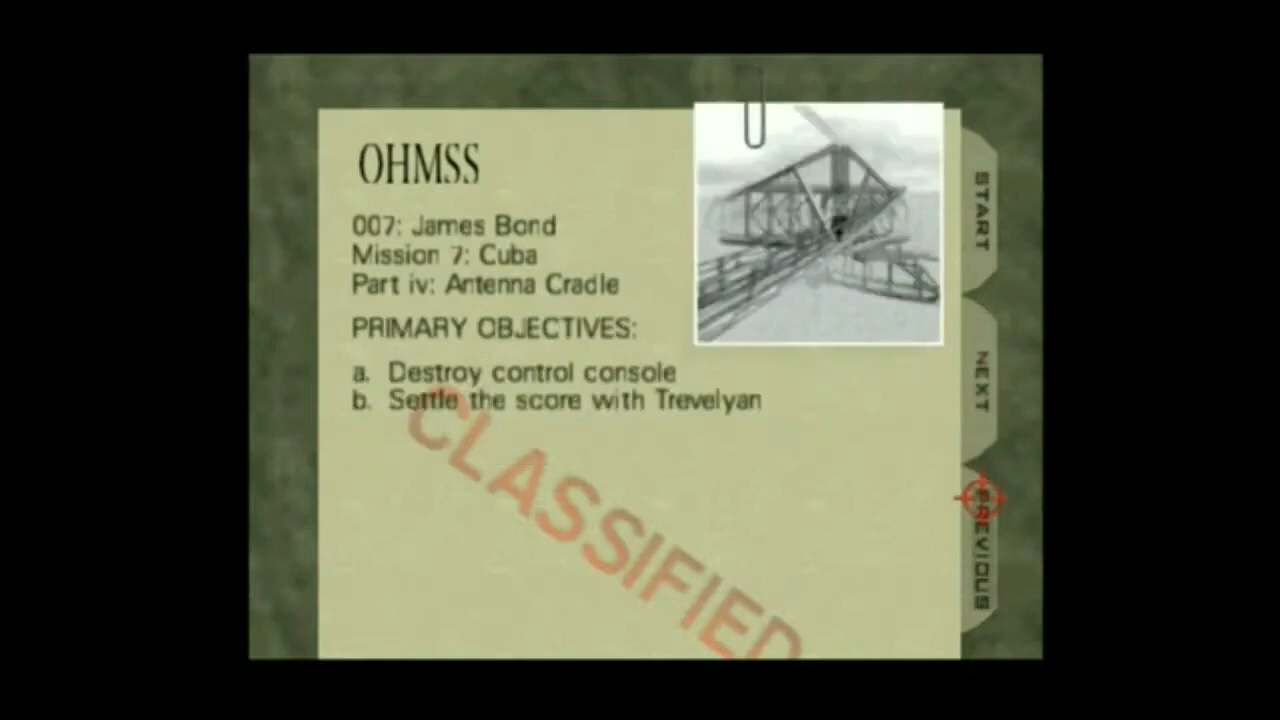 OHMSS
007: James Bond
Mission 7: Cuba
Part iv: Antenna Cradle
PRIMARY OBJECTIVES:
a. Destroy control console
b. Settle the score with Trevelyan
CLASSIFIED
START
NEXT
PREVIOUS